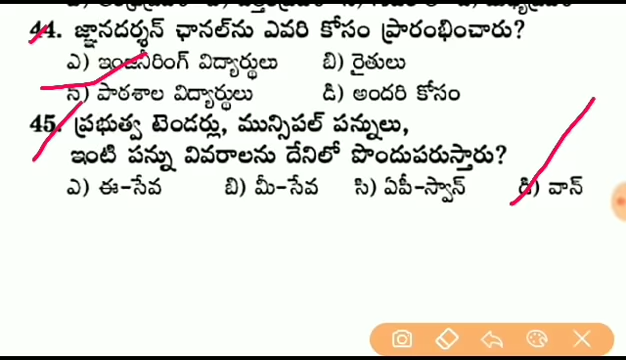 44. జ్ఞానదర్శన్ ఛానల్‌ను ఎవరి కోసం ప్రారంభించారు?
ఎ) ఇంజనీరింగ్ విద్యార్థులు బి) రైతులు
సి) పాఠశాల విద్యార్థులు డి) అందరి కోసం
45. ప్రభుత్వ టెండర్లు, మున్సిపల్ పన్నులు,
ఇంటి పన్ను వివరాలను దేనిలో పొందుపరుస్తారు?
ఎ) ఈ-సేవ బి) మీ-సేవ సి) ఏపీ-స్వాన్ డి) వాన్